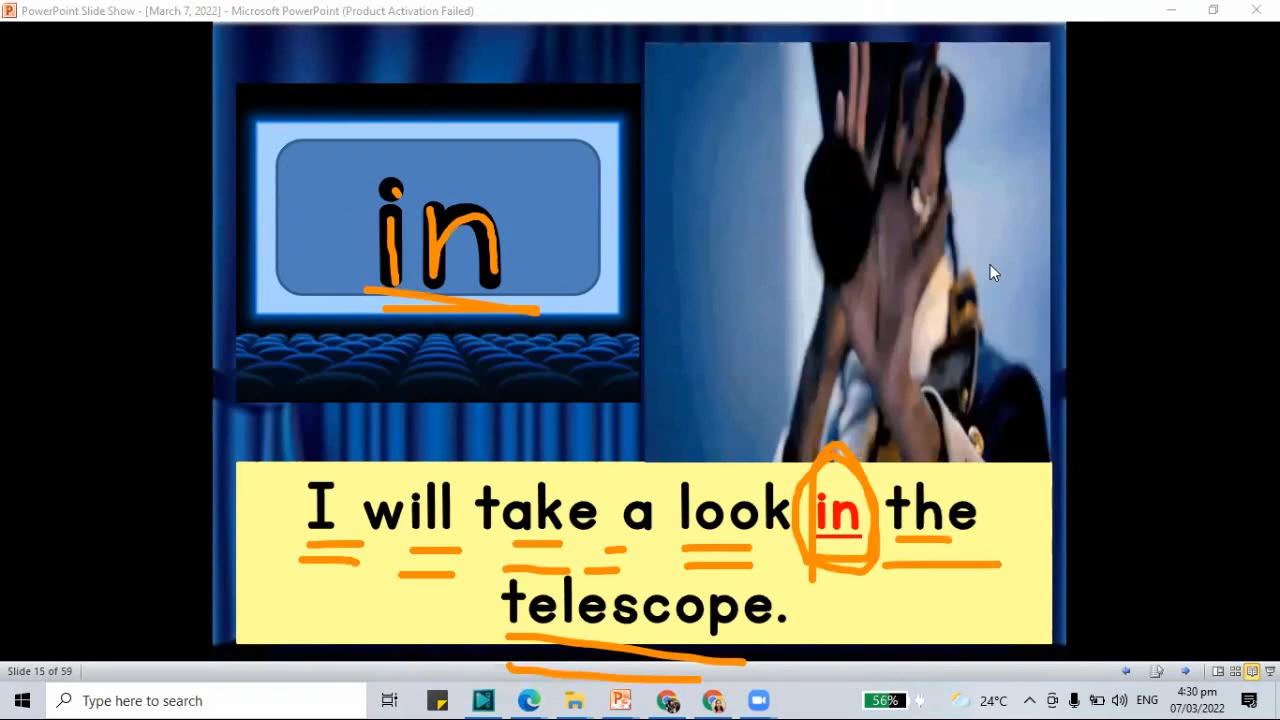 PowerPoint Slide Show - [March 7, 2022] - Microsoft PowerPoint (Product Activation Failed)
in
I will take a look in the
telescope.
Slide 15 of 59
Type here to search
56%
24°C
ENG
4:30 pm
07/03/2022